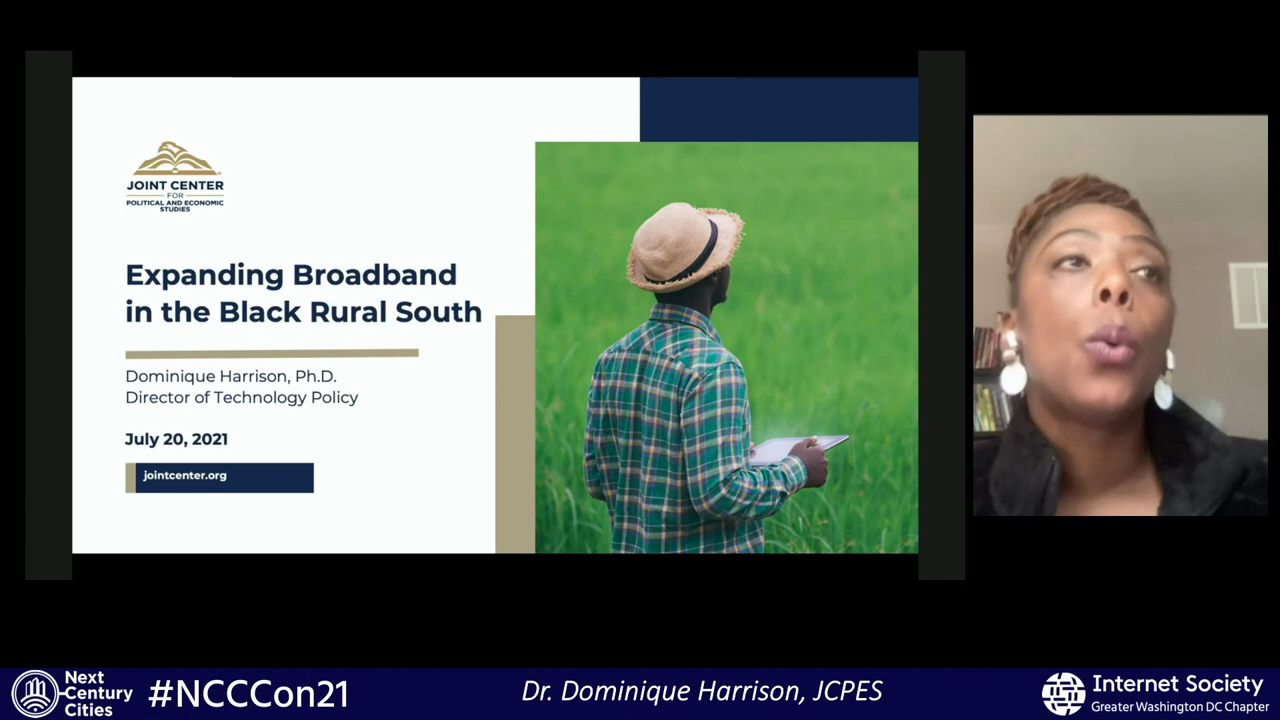 JOINT CENTER
FOR
POLITICAL AND ECONOMIC
STUDIES
Expanding Broadband
in the Black Rural South
Dominique Harrison, Ph.D.
Director of Technology Policy
July 20, 2021
jointcenter.org
Next
Century
Cities
#NCCCon21
Dr. Dominique Harrison, JCPES
Internet Society
Greater Washington DC Chapter